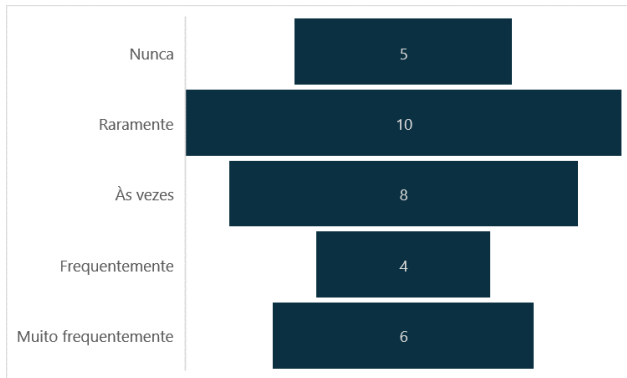 Nunca 5
Raramente 10
Às vezes 8
Frequentemente 4
Muito frequentemente 6